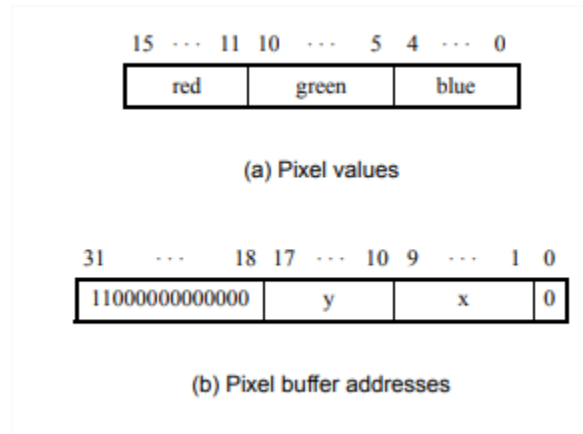 15 ··· 11 10 ··· 5 4 ··· 0
red green blue
(a) Pixel values
31 ··· 18 17 ··· 10 9 ··· 1 0
11000000000000 y x 0
(b) Pixel buffer addresses